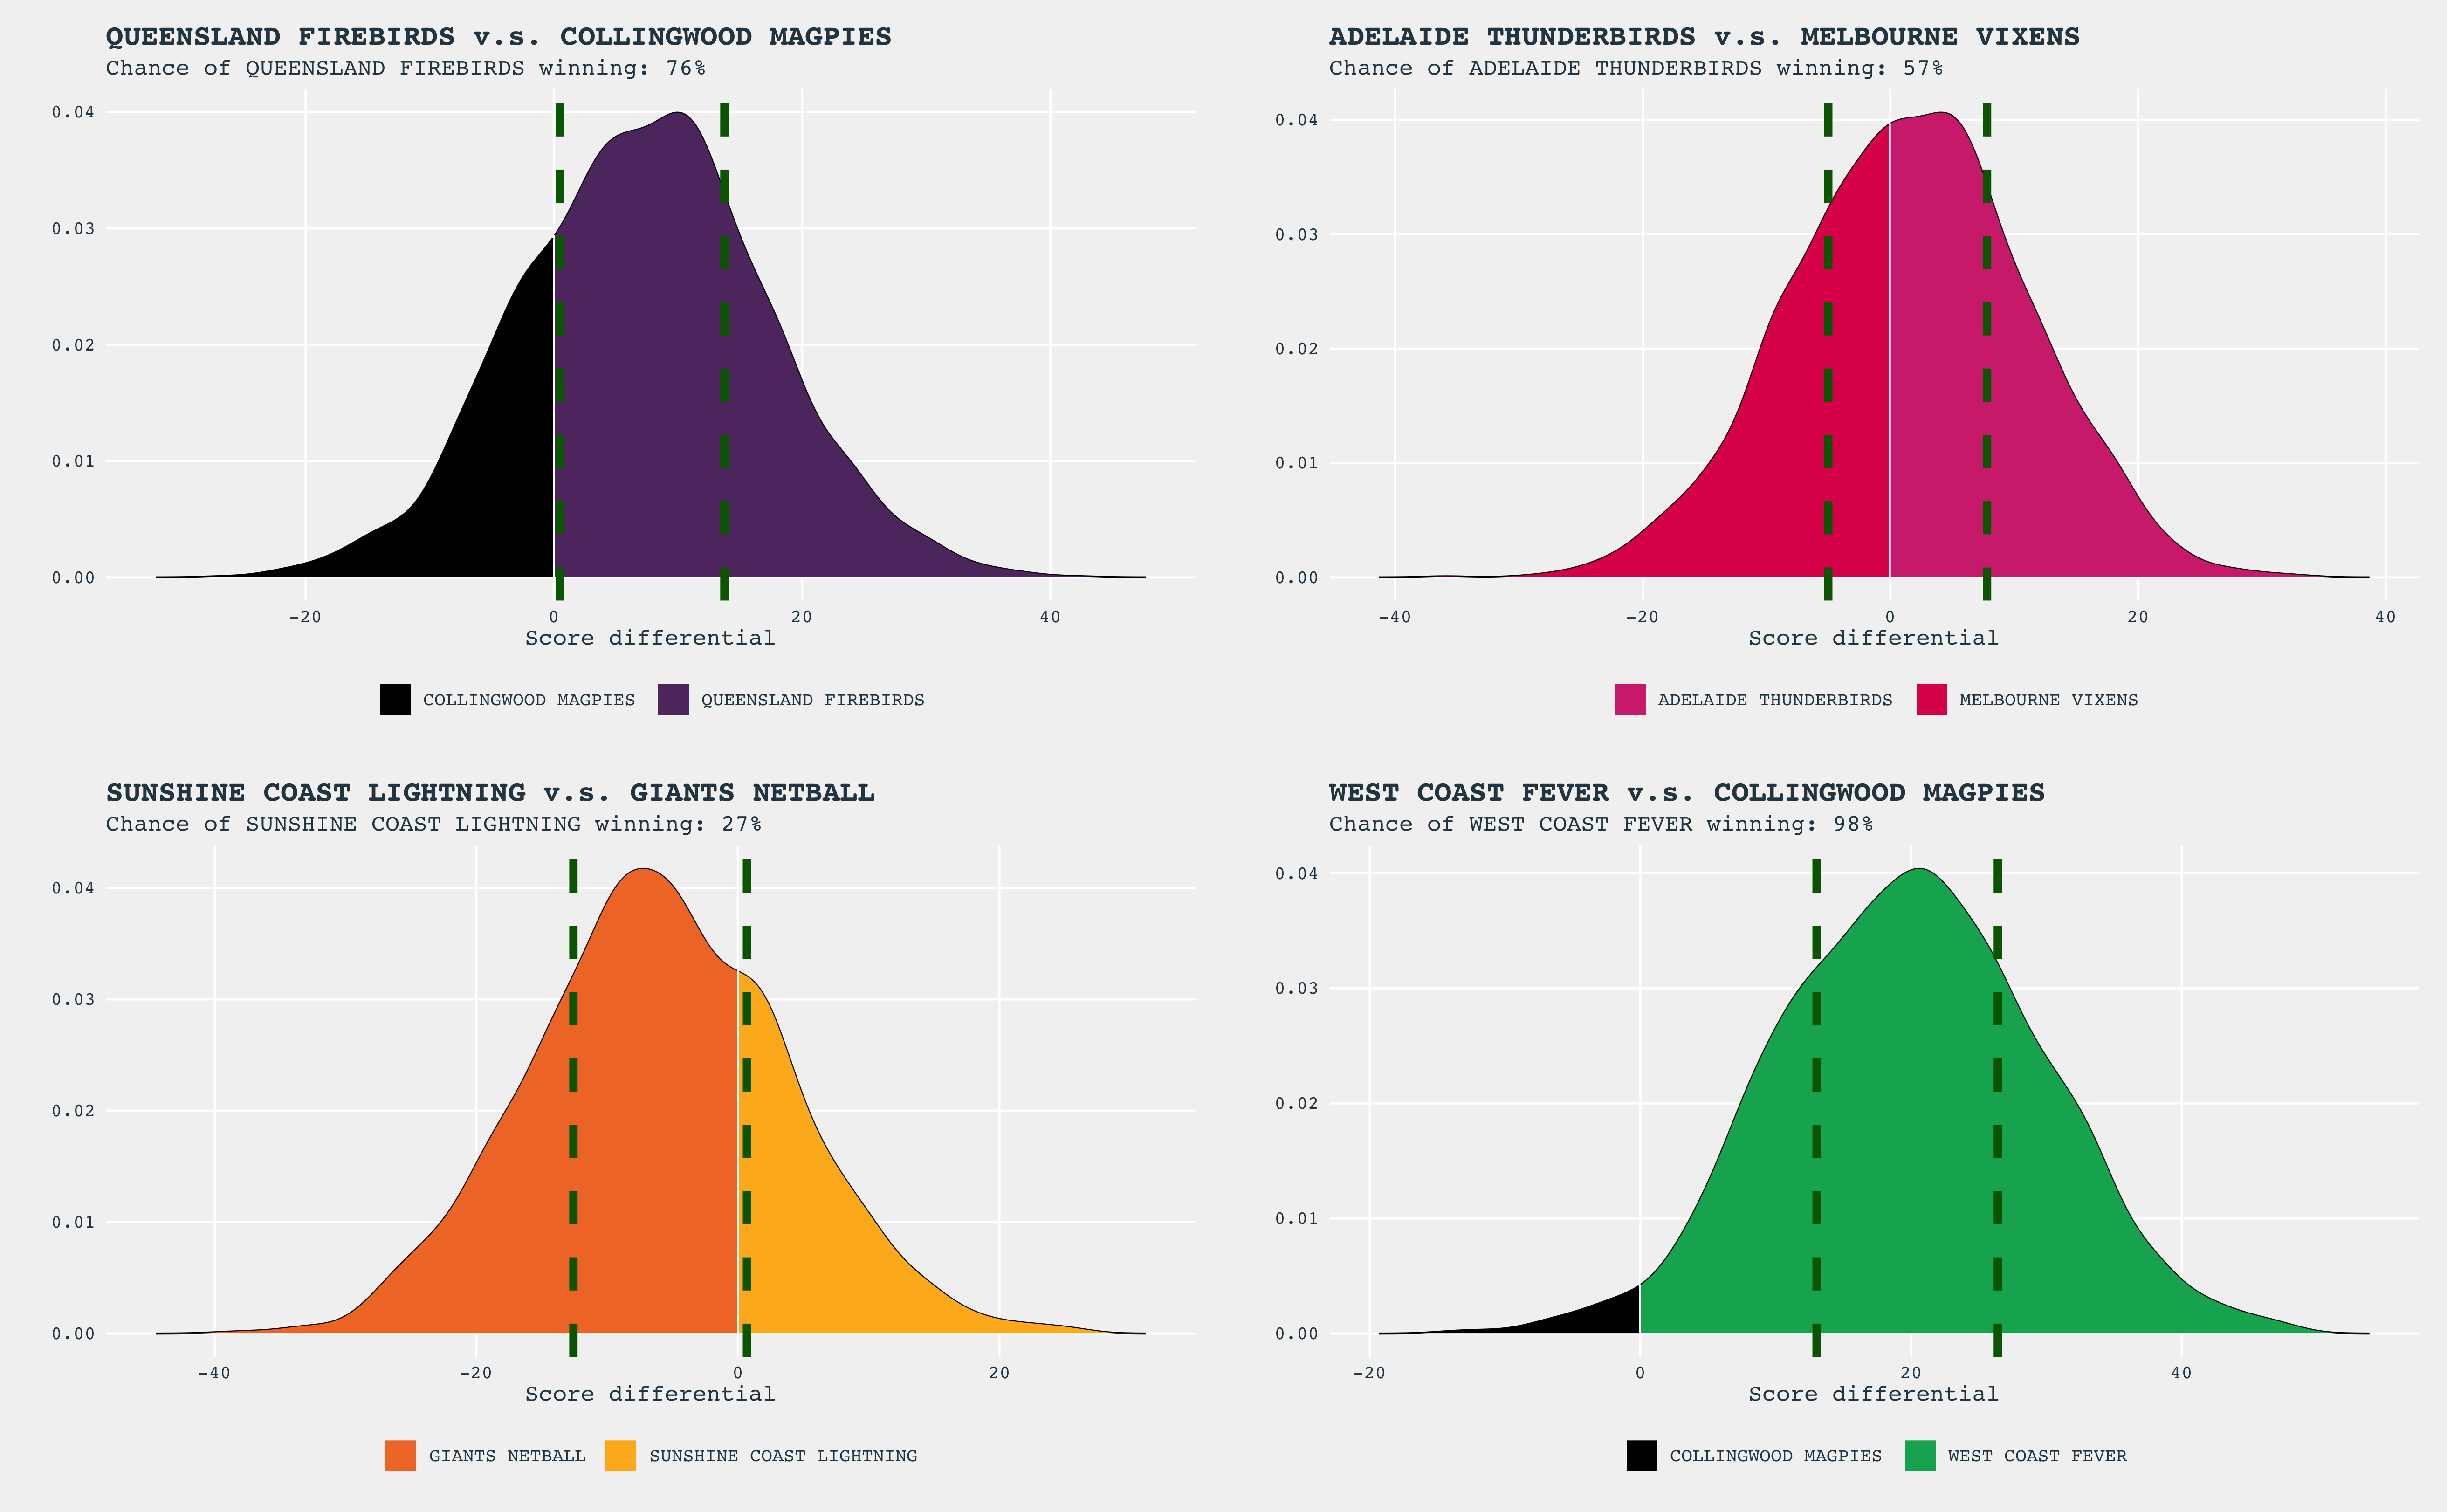 QUEENSLAND FIREBIRDS v.s. COLLINGWOOD MAGPIES
Chance of QUEENSLAND FIREBIRDS winning: 76%
0.04
0.03
0.02
0.01
0.00
-20 0 20 40
Score differential
COLLINGWOOD MAGPIES QUEENSLAND FIREBIRDS
ADELAIDE THUNDERBIRDS v.s. MELBOURNE VIXENS
Chance of ADELAIDE THUNDERBIRDS winning: 57%
0.04
0.03
0.02
0.01
0.00
-40 -20 0 20 40
Score differential
ADELAIDE THUNDERBIRDS MELBOURNE VIXENS
SUNSHINE COAST LIGHTNING v.s. GIANTS NETBALL
Chance of SUNSHINE COAST LIGHTNING winning: 27%
0.04
0.03
0.02
0.01
0.00
-40 -20 0 20
Score differential
GIANTS NETBALL SUNSHINE COAST LIGHTNING
WEST COAST FEVER v.s. COLLINGWOOD MAGPIES
Chance of WEST COAST FEVER winning: 98%
0.04
0.03
0.02
0.01
0.00
-20 0 20 40
Score differential
COLLINGWOOD MAGPIES WEST COAST FEVER